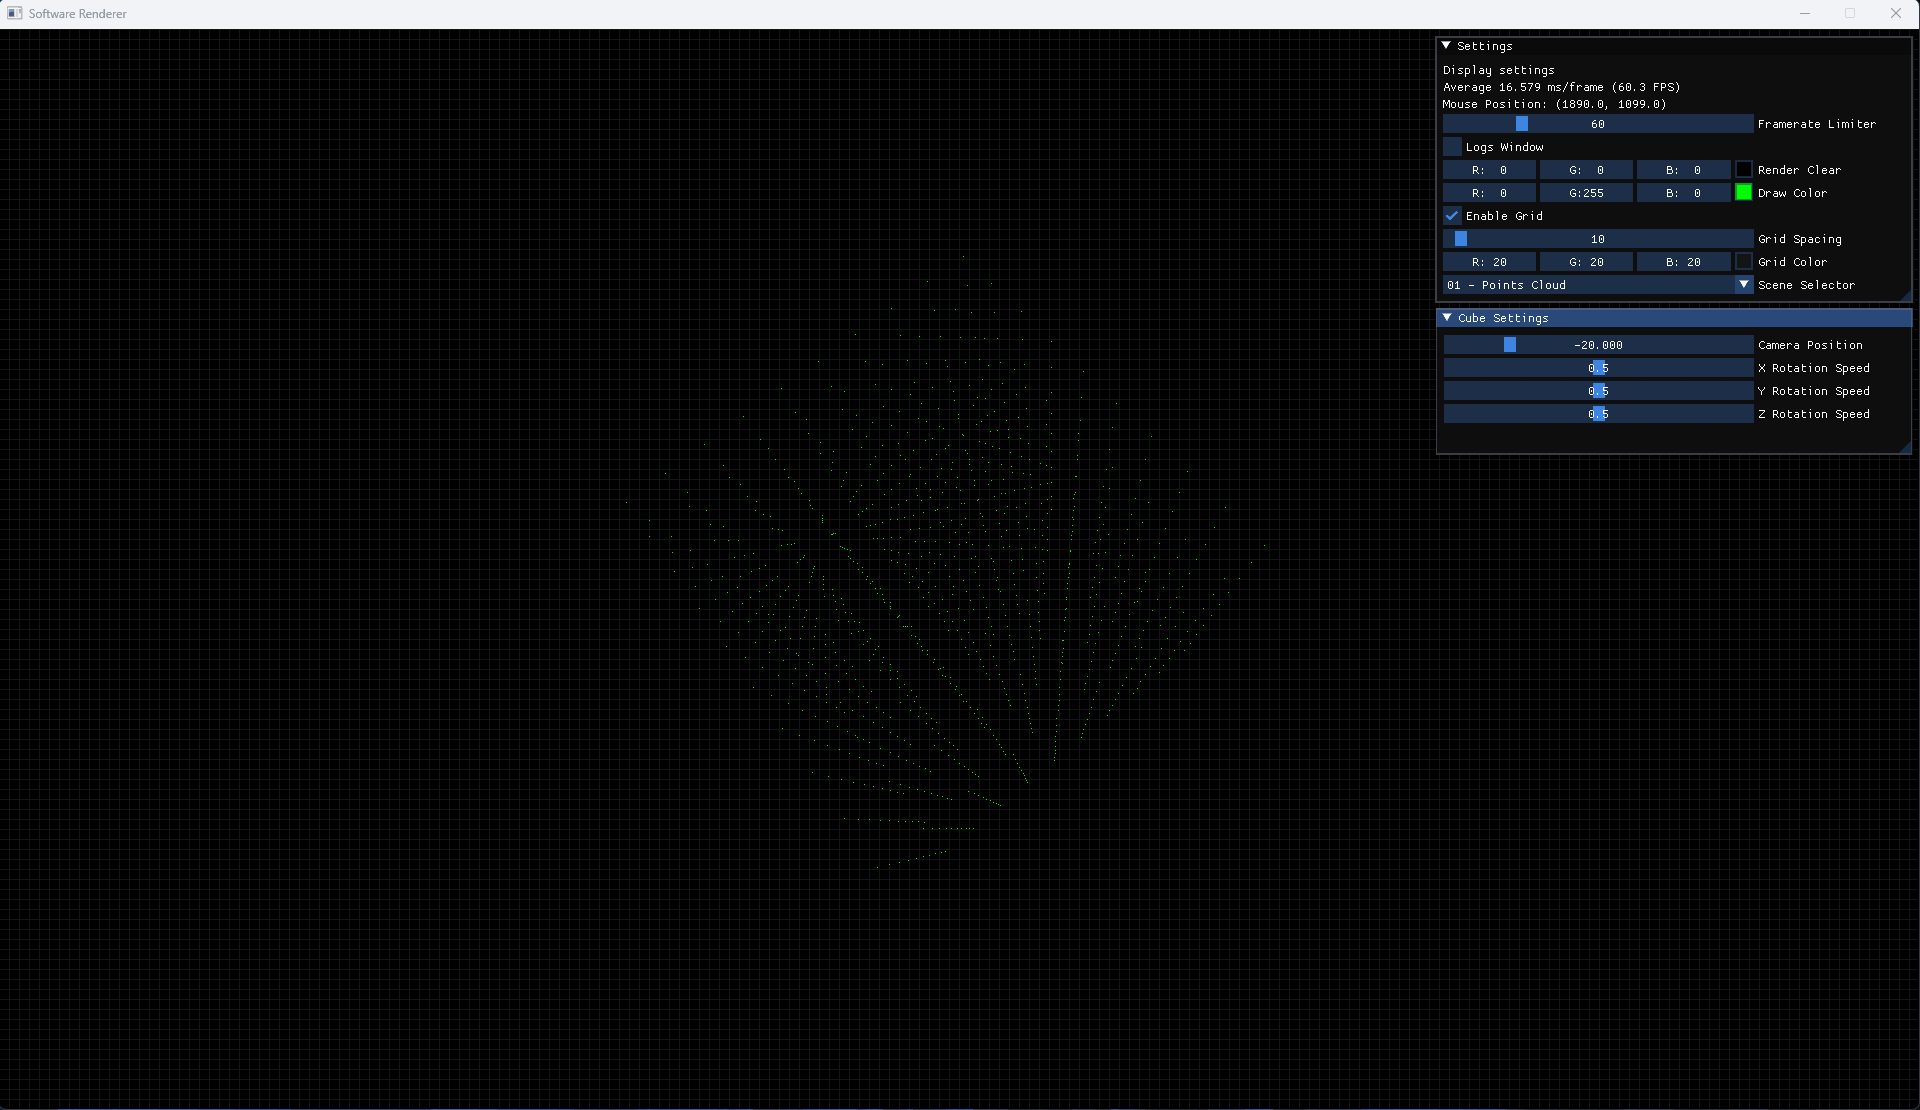 Software Renderer
Settings
Display settings
Average 16.579 ms/frame (60.3 FPS)
Mouse Position: (1890.0, 1099.0)
60 Framerate Limiter
Logs Window
R: 0 G: 0 B: 0 Render Clear
R: 0 G:255 B: 0 Draw Color
Enable Grid
10 Grid Spacing
R: 20 G: 20 B: 20 Grid Color
01 - Points Cloud Scene Selector
Cube Settings
-20.000 Camera Position
0.5 X Rotation Speed
0.5 Y Rotation Speed
0.5 Z Rotation Speed